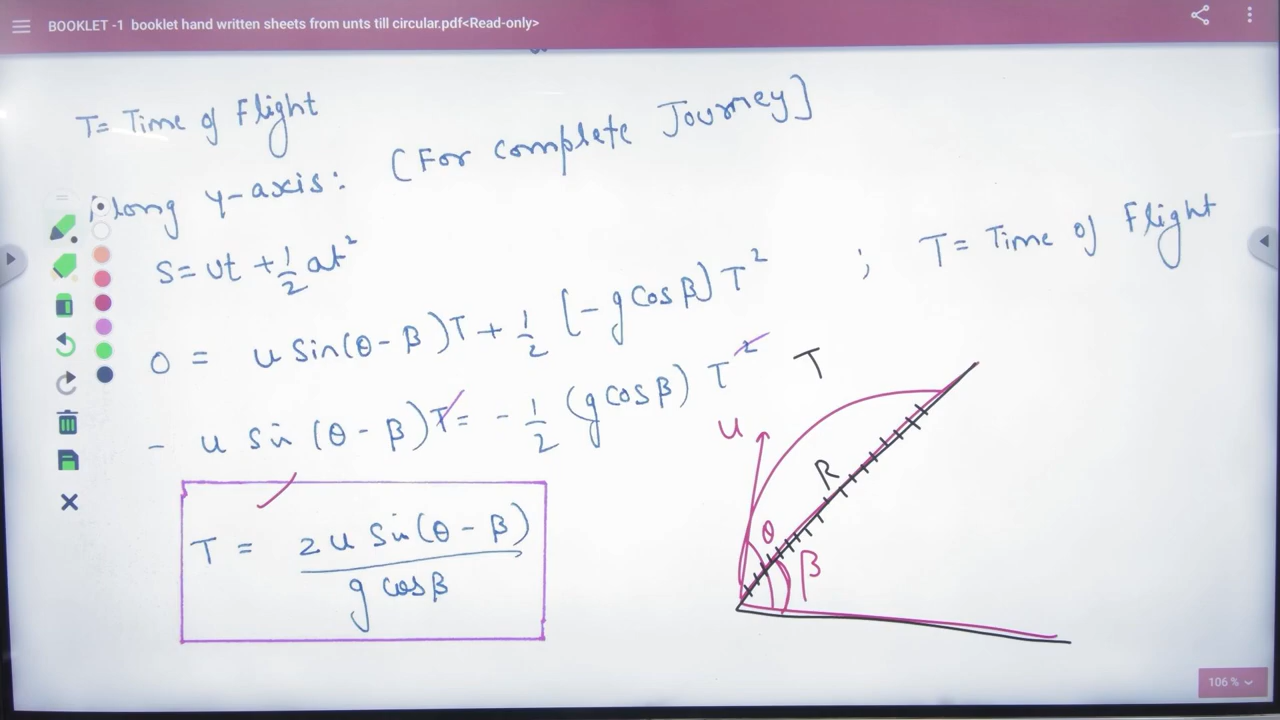 BOOKLET -1 booklet hand written sheets from unts till circular.pdf<Read-only>
T= Time of Flight
Along y-axis: (For complete Journey]
S= ut + 1/2 at²
0 = u Sin(θ-β)T + 1/2 (-g cos β) T² ; T= Time of Flight
- u sin (θ-β)T = - 1/2 (g cos β) T²
T = 2u Sin(θ-β) / g cosβ
T
u
R
θ
β
106 %